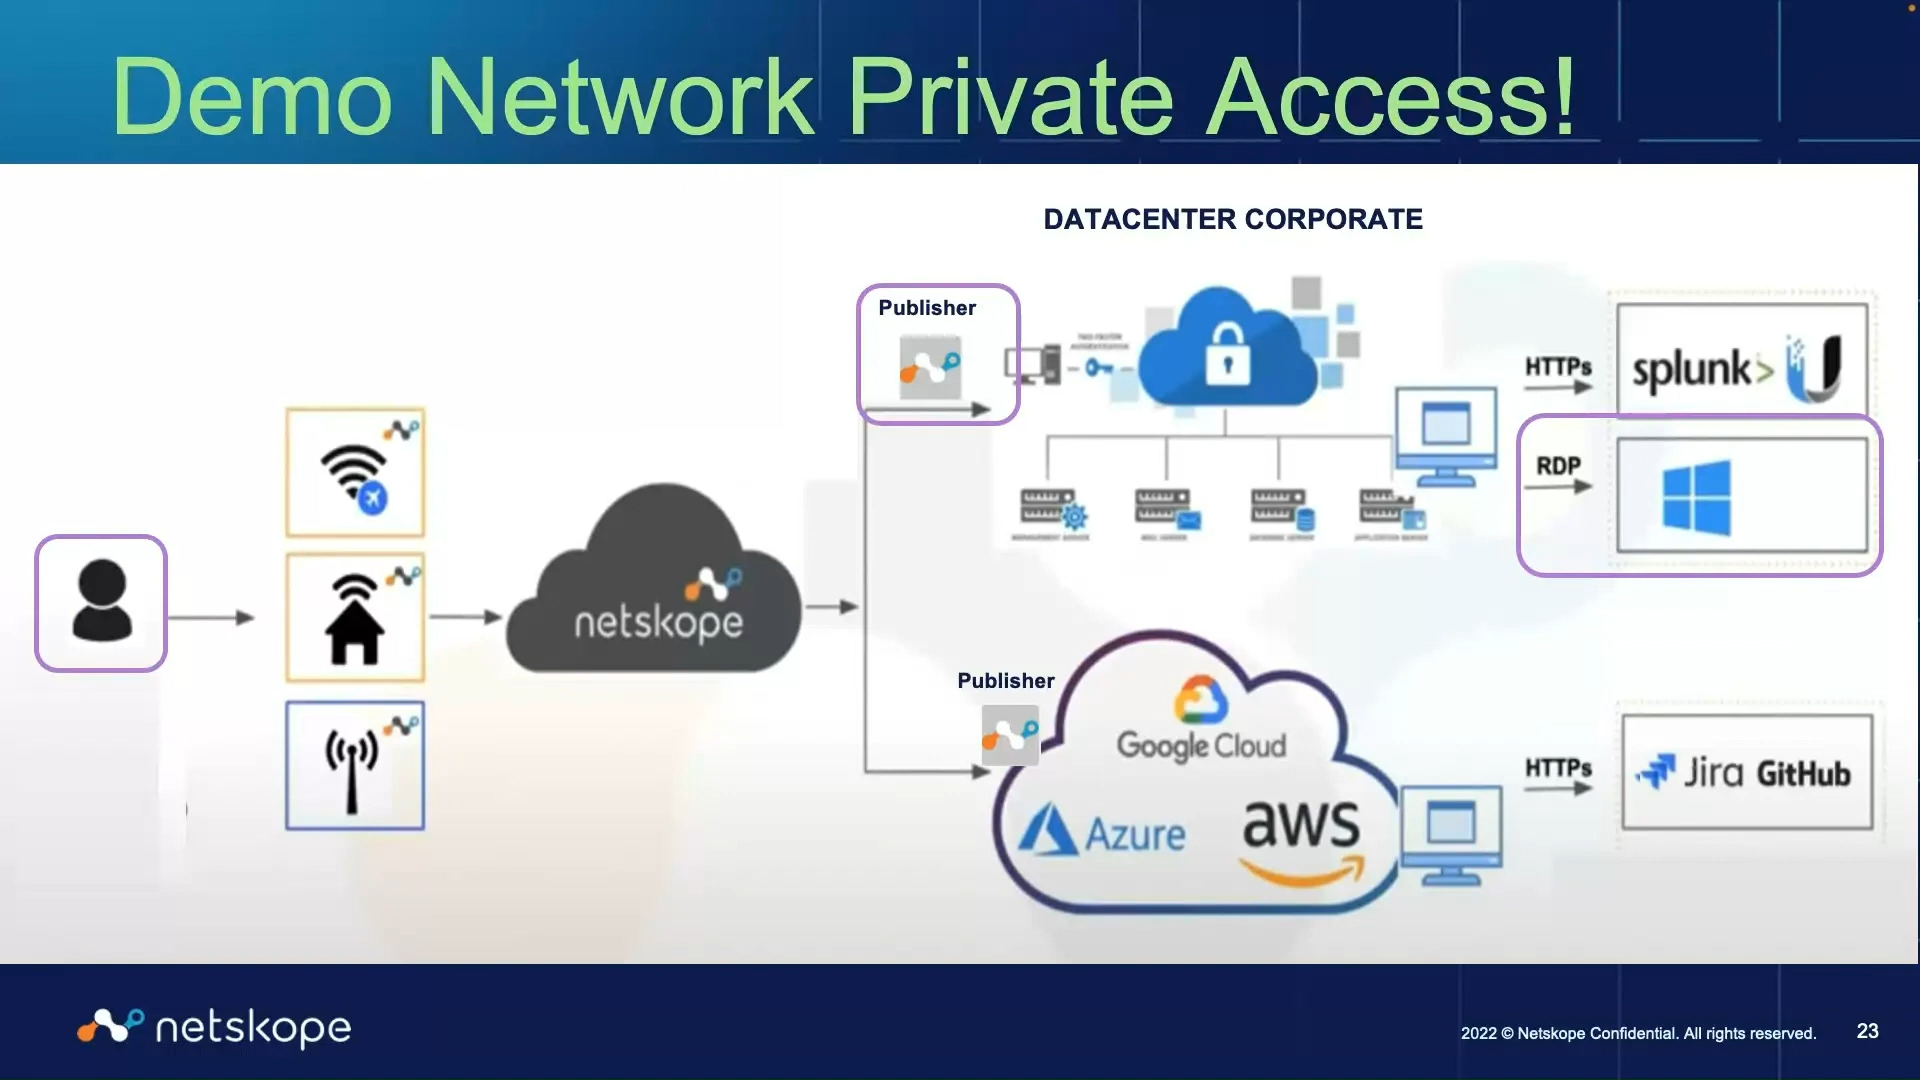 Demo Network Private Access!
DATACENTER CORPORATE
Publisher
HTTPs
splunk>
RDP
netskope
Publisher
Google Cloud
Azure
aws
HTTPs
Jira GitHub
netskope
2022 © Netskope Confidential. All rights reserved.
23